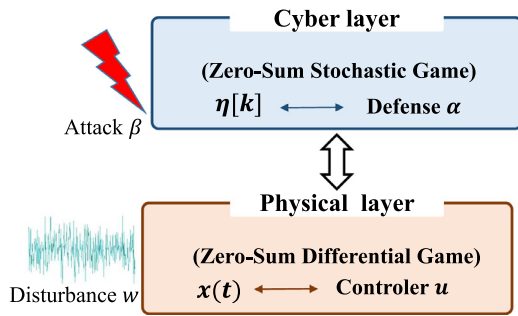 Cyber layer
(Zero-Sum Stochastic Game)
η[k] Defense α
Attack β
Physical layer
(Zero-Sum Differential Game)
x(t) Controler u
Disturbance w